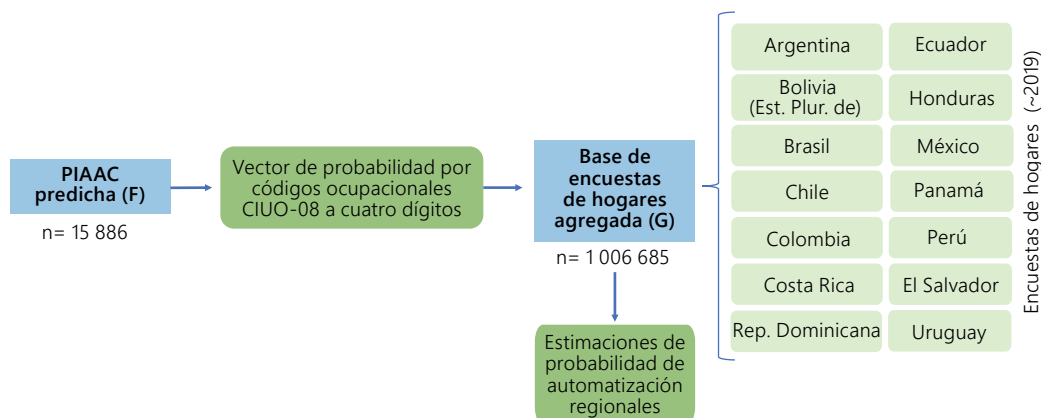 PIAAC
predicha (F)
n= 15 886
Vector de probabilidad por
códigos ocupacionales
CIUO-08 a cuatro dígitos
Base de
encuestas
de hogares
agregada (G)
n= 1 006 685
Estimaciones de
probabilidad de
automatización
regionales
Argentina
Ecuador
Bolivia
(Est. Plur. de)
Honduras
Brasil
México
Chile
Panamá
Colombia
Perú
Costa Rica
El Salvador
Rep. Dominicana
Uruguay
Encuestas de hogares (~2019)